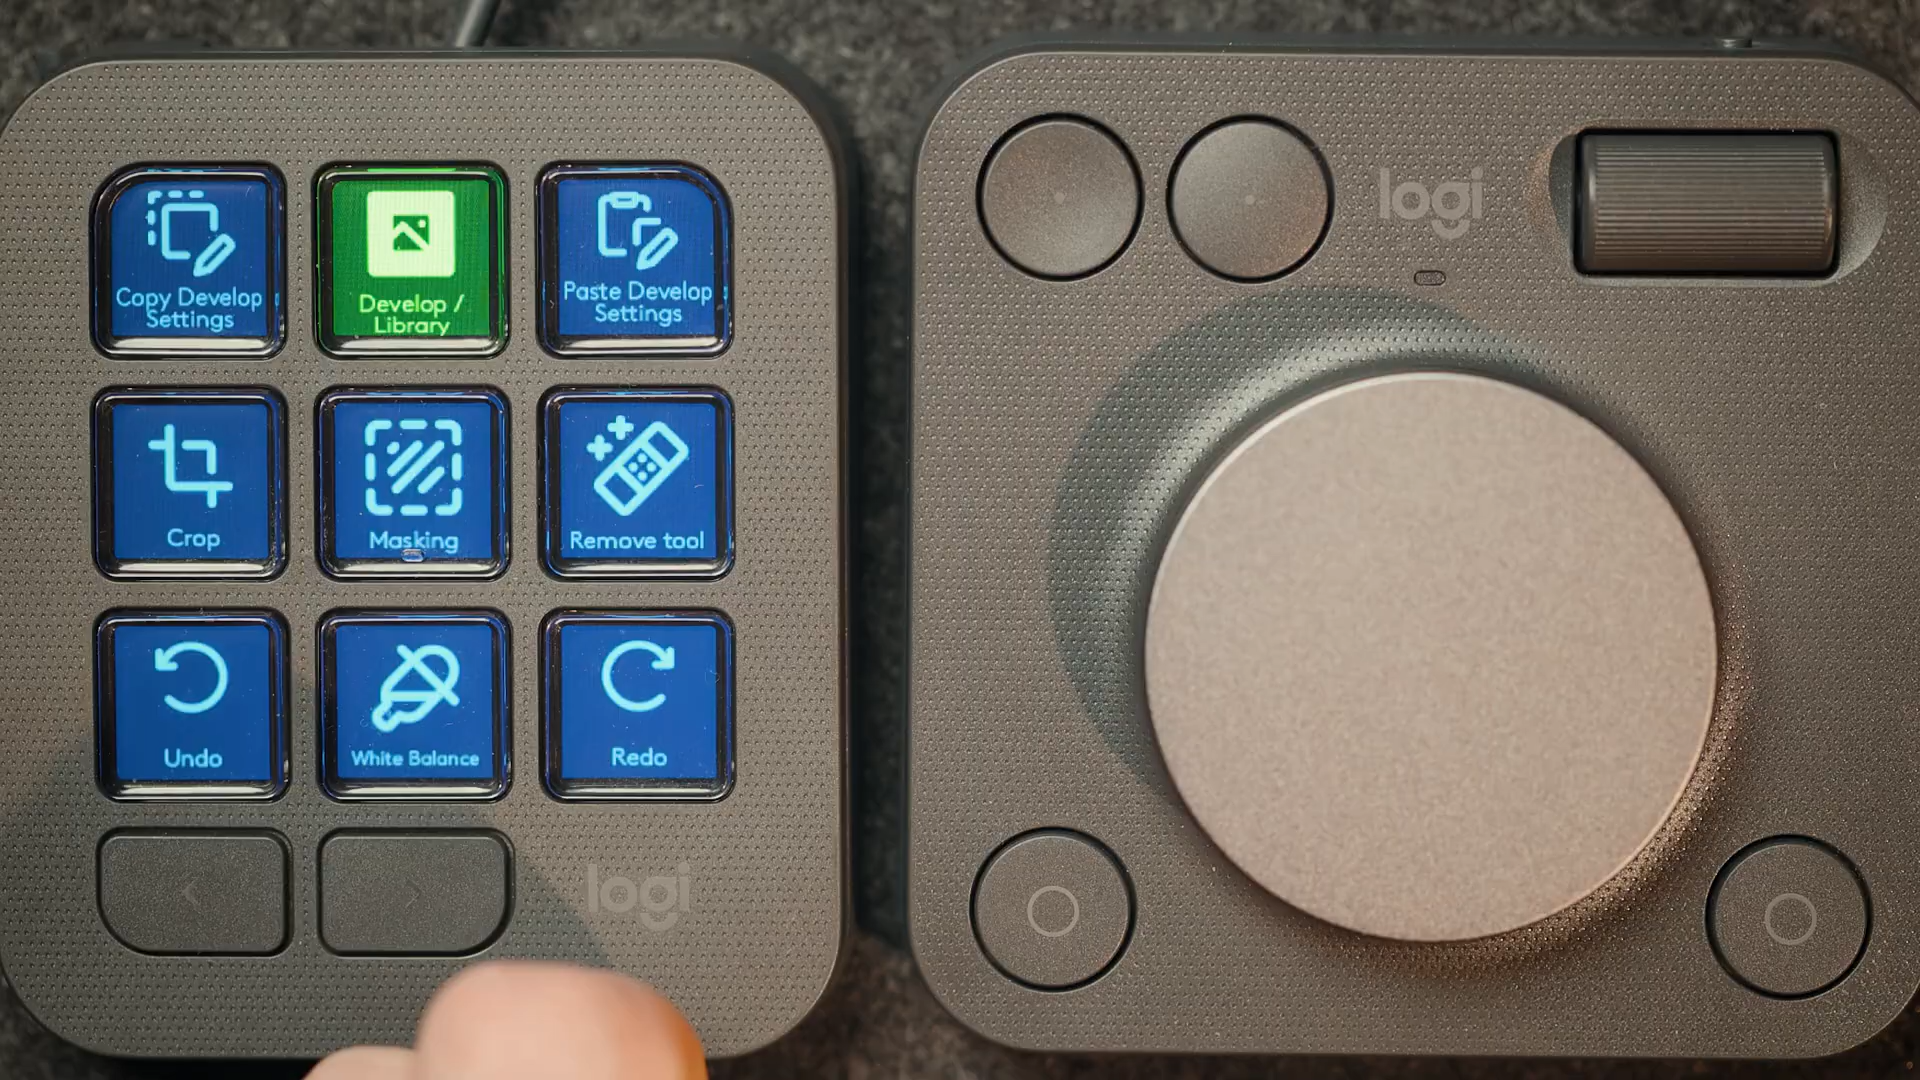 logi
Copy Develop
Settings
Develop /
Library
Paste Develop
Settings
Crop
Masking
Remove tool
Undo
White Balance
Redo
logi